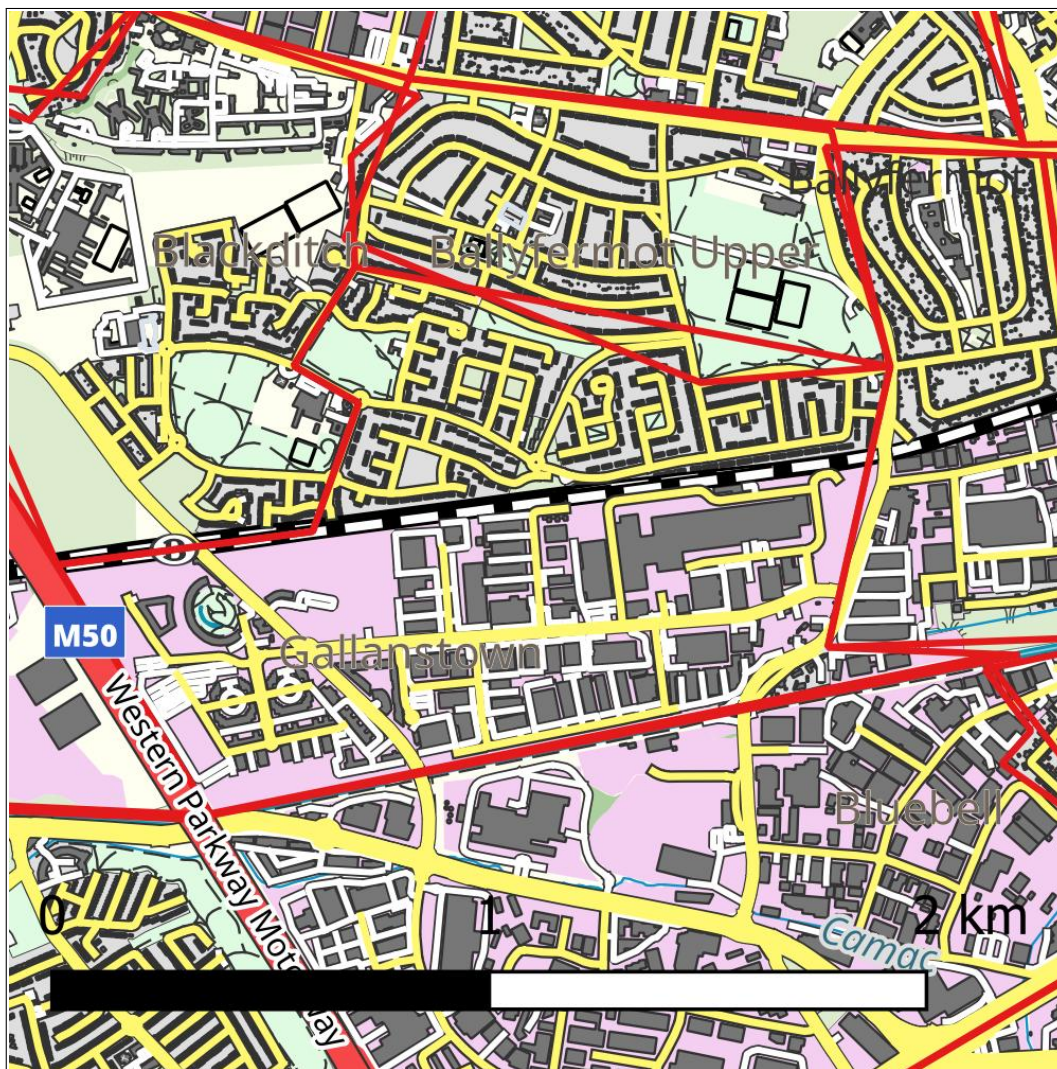 Ballyfermot
Blackditch
Ballyfermot Upper
M50
Gallanstown
Western Parkway Motorway
Bluebell
0
1
2 km
Camac